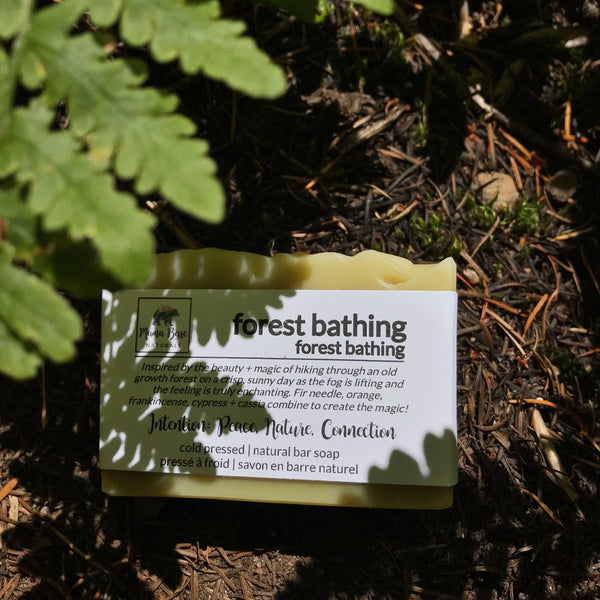 Mama Bare
NATURALS
forest bathing
forest bathing
Inspired by the beauty + magic of hiking through an old
growth forest on a crisp, sunny day as the fog is lifting and
the feeling is truly enchanting. Fir needle, orange,
frankincense, cypress + cassia combine to create the magic!
Intention: Peace, Nature, Connection
cold pressed | natural bar soap
pressé à froid | savon en barre naturel